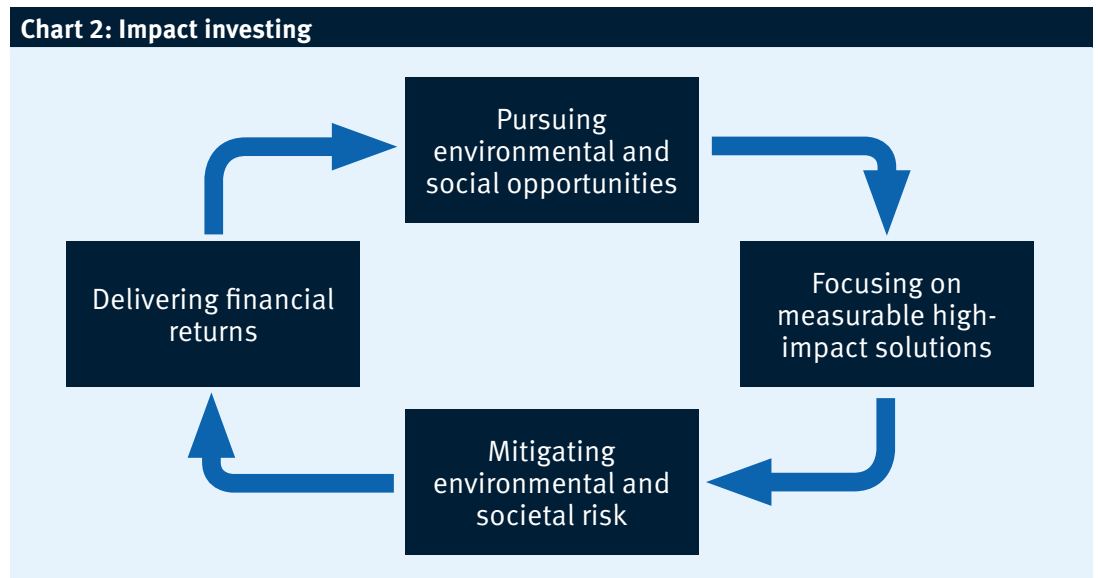 Chart 2: Impact investing
Pursuing
environmental and
social opportunities
Focusing on
measurable high-
impact solutions
Mitigating
environmental and
societal risk
Delivering financial
returns